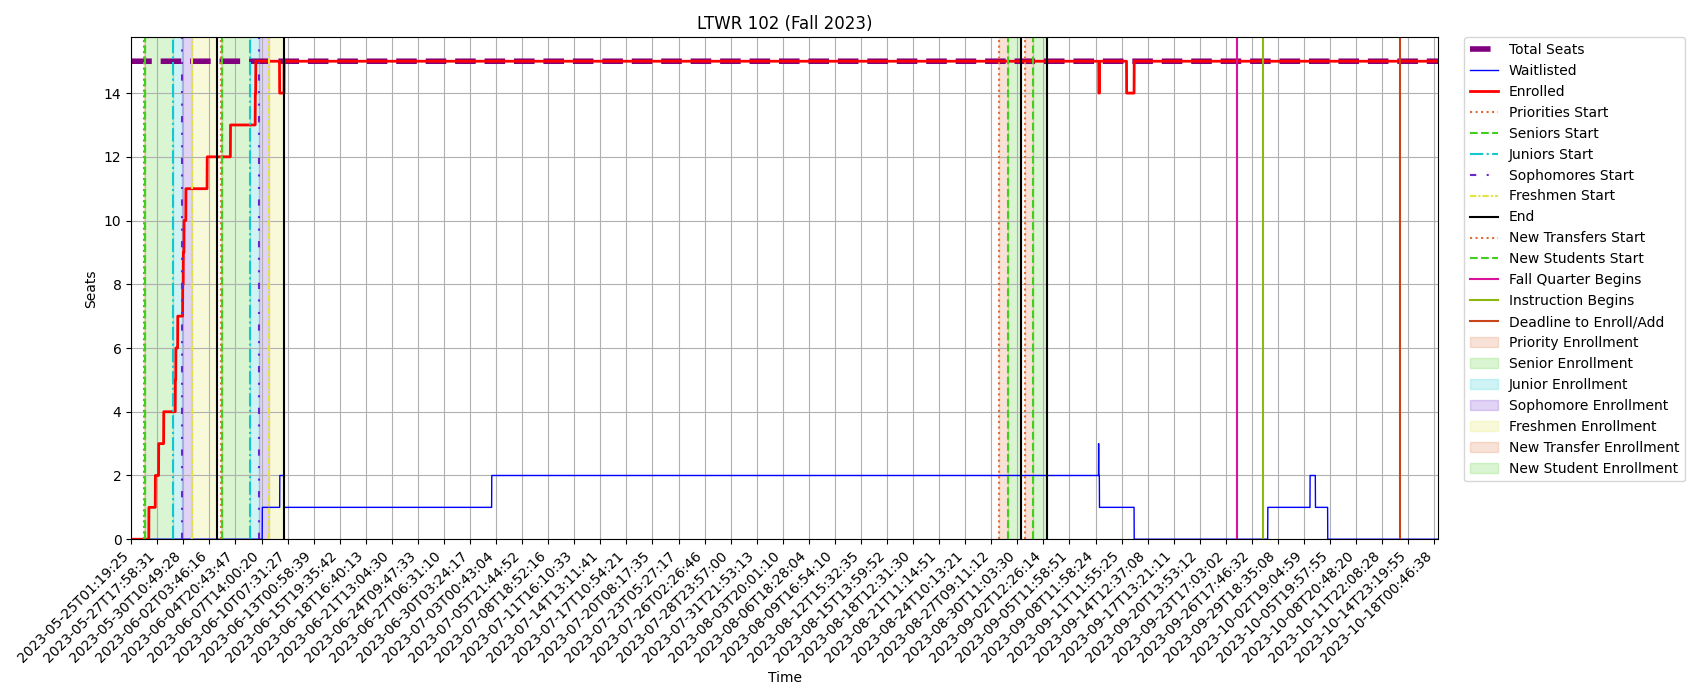 LTWR 102 (Fall 2023)
Seats
14
12
10
8
6
4
2
0
2023-05-25T01:19:25
2023-05-27T17:58:31
2023-05-30T10:49:28
2023-06-02T03:46:16
2023-06-04T20:43:47
2023-06-07T14:00:20
2023-06-10T07:31:27
2023-06-13T00:58:39
2023-06-15T19:35:42
2023-06-18T16:40:13
2023-06-21T13:04:30
2023-06-24T09:47:33
2023-06-27T06:31:10
2023-06-30T03:24:17
2023-07-03T00:43:04
2023-07-05T21:44:52
2023-07-08T18:52:16
2023-07-11T16:10:33
2023-07-14T13:11:41
2023-07-17T10:54:21
2023-07-20T08:17:35
2023-07-23T05:27:17
2023-07-26T02:26:46
2023-07-28T23:57:00
2023-07-31T21:53:13
2023-08-03T20:01:16
2023-08-06T18:28:04
2023-08-09T16:54:10
2023-08-12T15:32:35
2023-08-15T13:59:52
2023-08-18T12:31:30
2023-08-21T11:14:51
2023-08-24T10:13:21
2023-08-27T09:11:12
2023-08-30T11:03:30
2023-09-02T12:26:14
2023-09-05T11:58:51
2023-09-08T11:58:24
2023-09-11T11:55:25
2023-09-14T12:37:08
2023-09-17T13:21:11
2023-09-20T13:53:12
2023-09-23T17:03:02
2023-09-26T17:46:32
2023-09-29T18:35:08
2023-10-02T19:04:59
2023-10-05T19:57:55
2023-10-08T20:48:20
2023-10-11T22:08:28
2023-10-14T23:19:55
2023-10-18T00:46:38
Time
Total Seats
Waitlisted
Enrolled
Priorities Start
Seniors Start
Juniors Start
Sophomores Start
Freshmen Start
End
New Transfers Start
New Students Start
Fall Quarter Begins
Instruction Begins
Deadline to Enroll/Add
Priority Enrollment
Senior Enrollment
Junior Enrollment
Sophomore Enrollment
Freshmen Enrollment
New Transfer Enrollment
New Student Enrollment